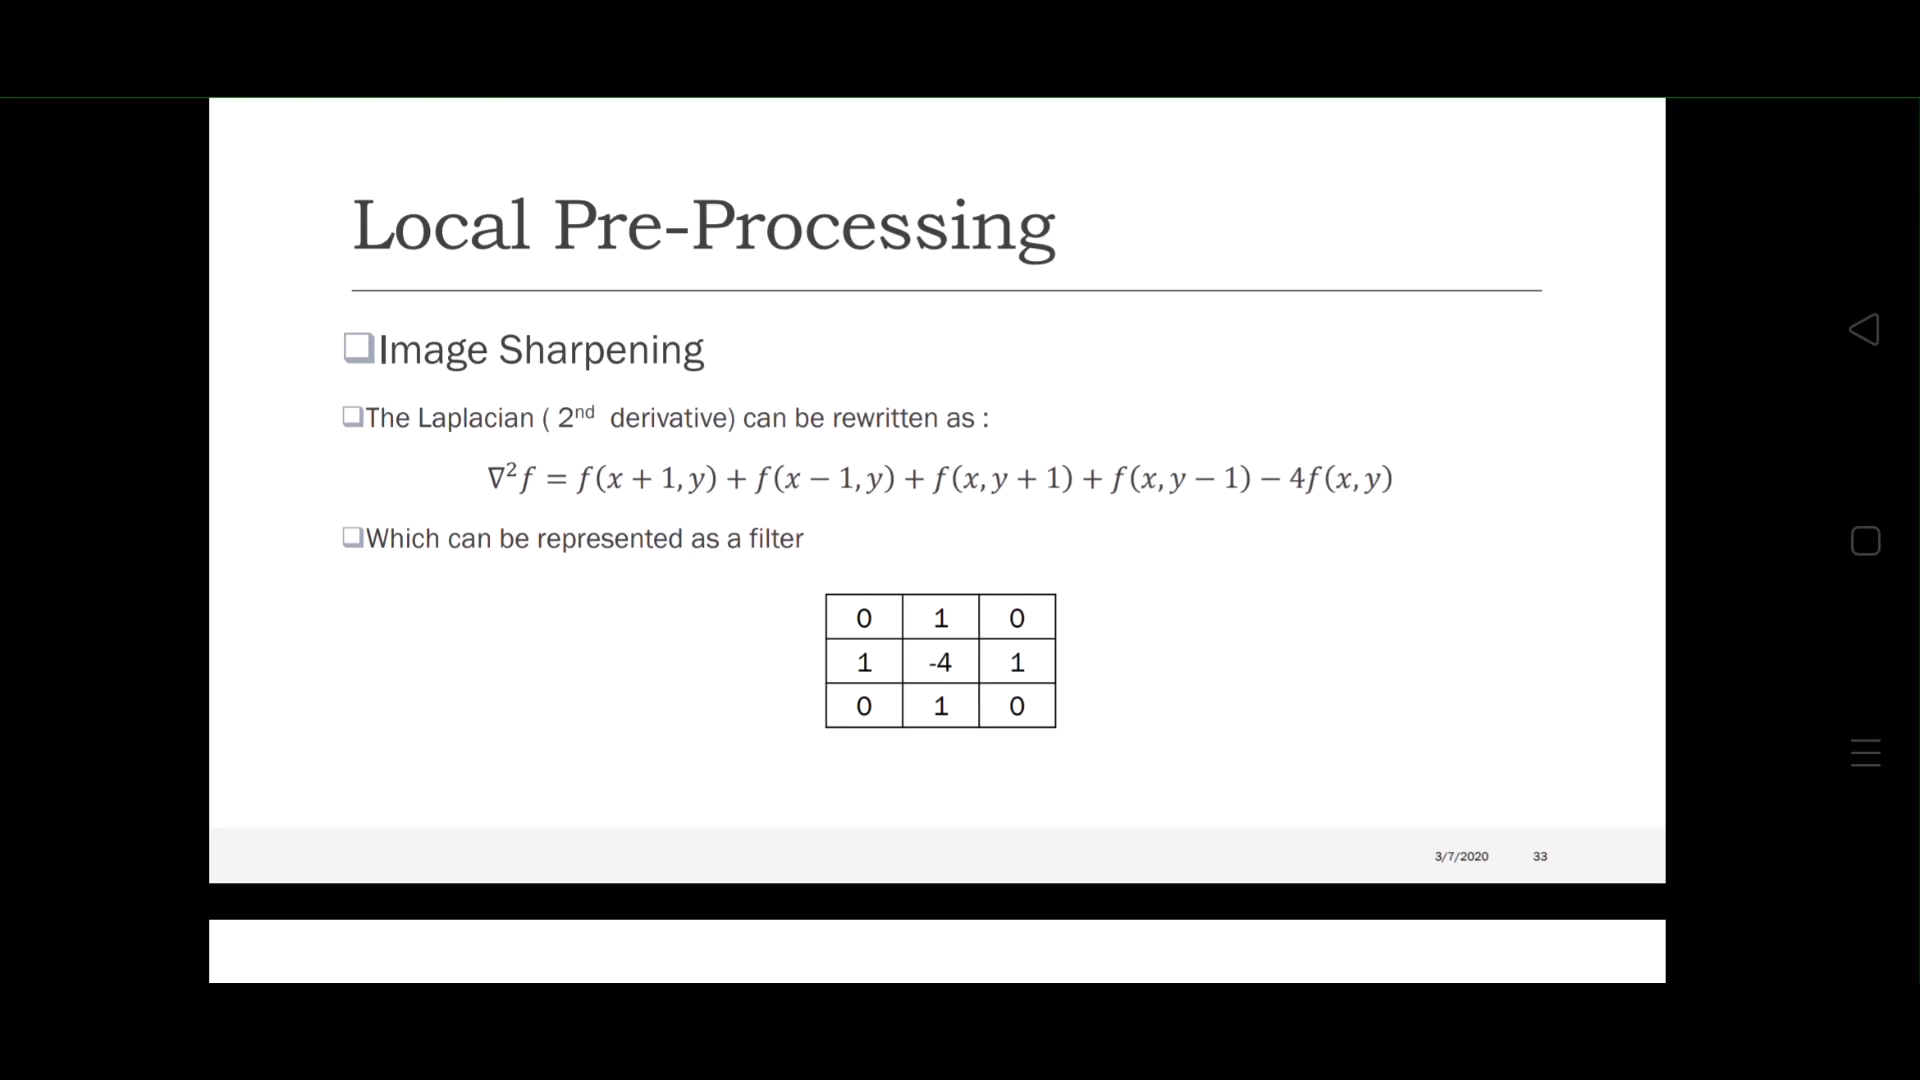 Local Pre-Processing
Image Sharpening
The Laplacian ( 2nd derivative) can be rewritten as :
∇²f = f(x + 1, y) + f(x − 1, y) + f(x, y + 1) + f(x, y − 1) − 4f(x, y)
Which can be represented as a filter
0 1 0
1 -4 1
0 1 0
3/7/2020 33